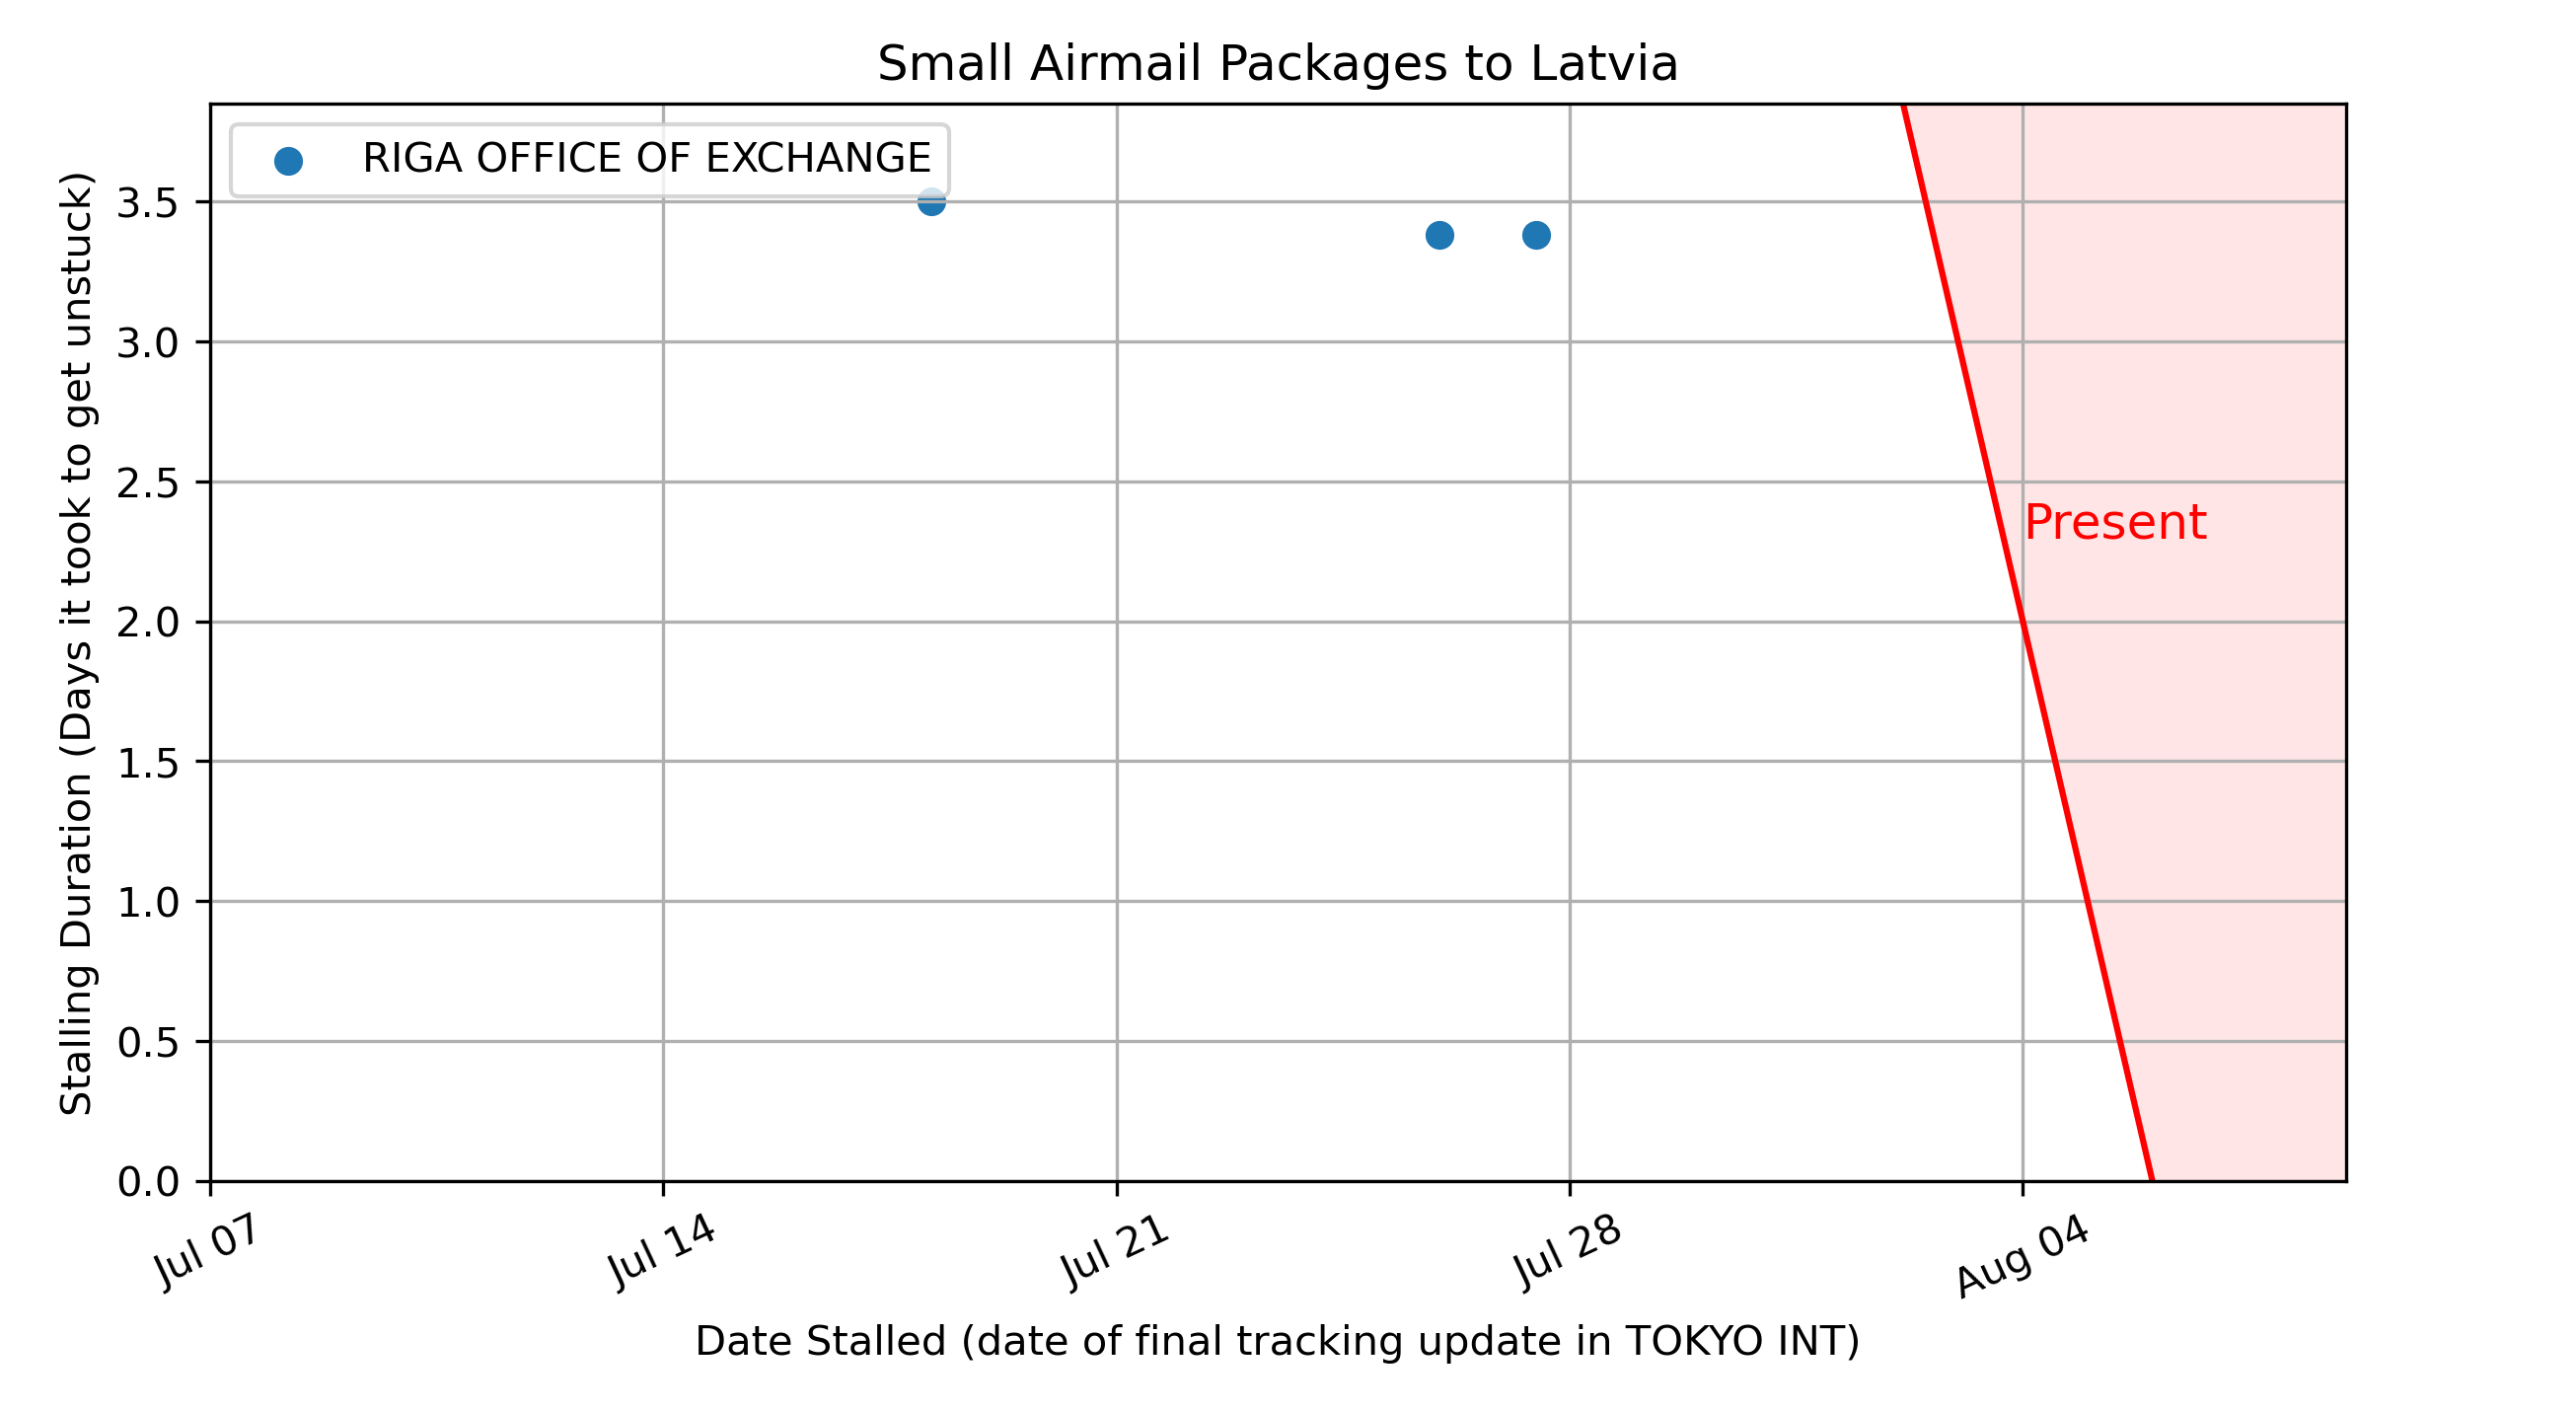 Small Airmail Packages to Latvia
RIGA OFFICE OF EXCHANGE
Stalling Duration (Days it took to get unstuck)
3.5
3.0
2.5
2.0
1.5
1.0
0.5
0.0
Present
Jul 07
Jul 14
Jul 21
Jul 28
Aug 04
Date Stalled (date of final tracking update in TOKYO INT)